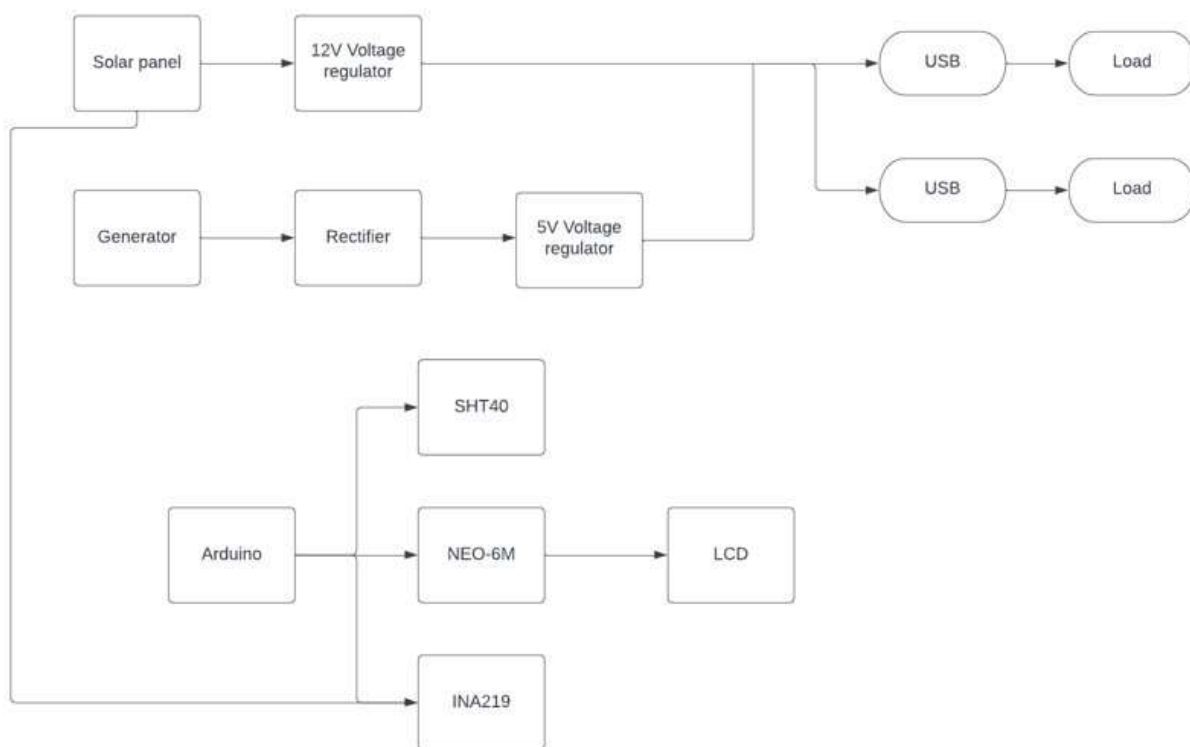 Solar panel
12V Voltage
regulator
USB
Load
USB
Load
Generator
Rectifier
5V Voltage
regulator
SHT40
Arduino
NEO-6M
LCD
INA219